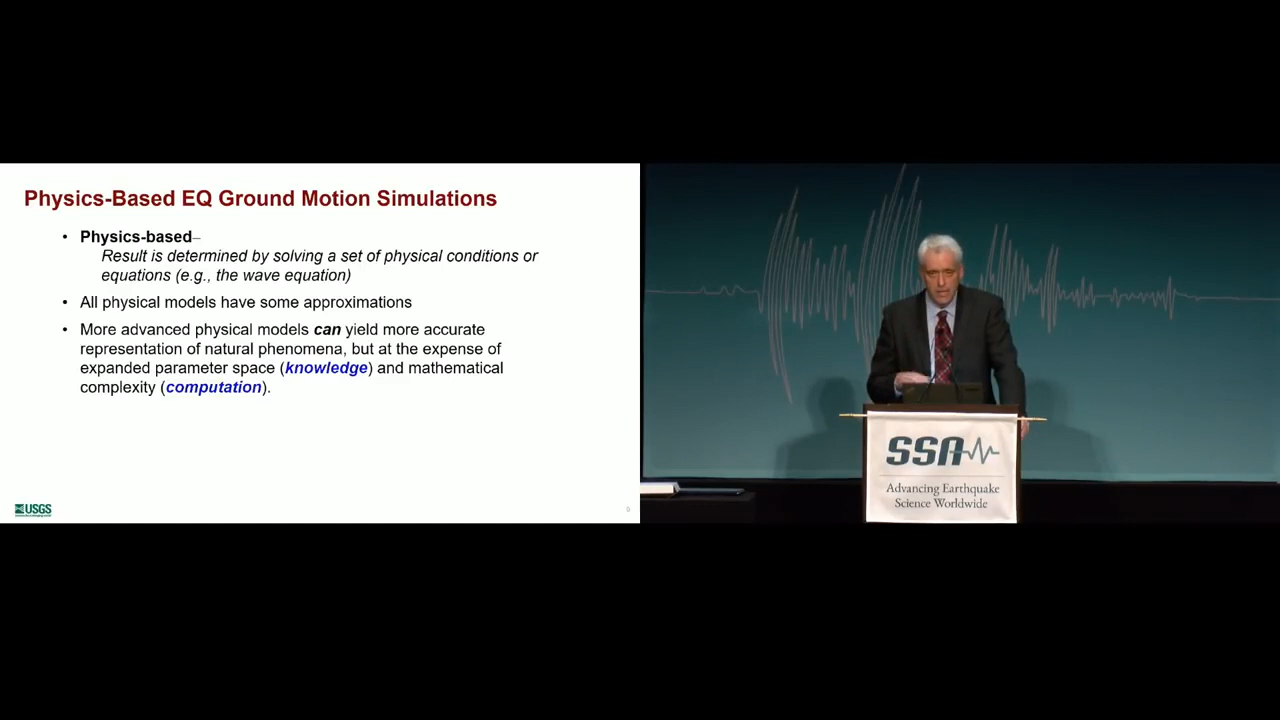 Physics-Based EQ Ground Motion Simulations
• Physics-based–
Result is determined by solving a set of physical conditions or
equations (e.g., the wave equation)
• All physical models have some approximations
• More advanced physical models can yield more accurate
representation of natural phenomena, but at the expense of
expanded parameter space (knowledge) and mathematical
complexity (computation).
USGS
SSA
Advancing Earthquake
Science Worldwide